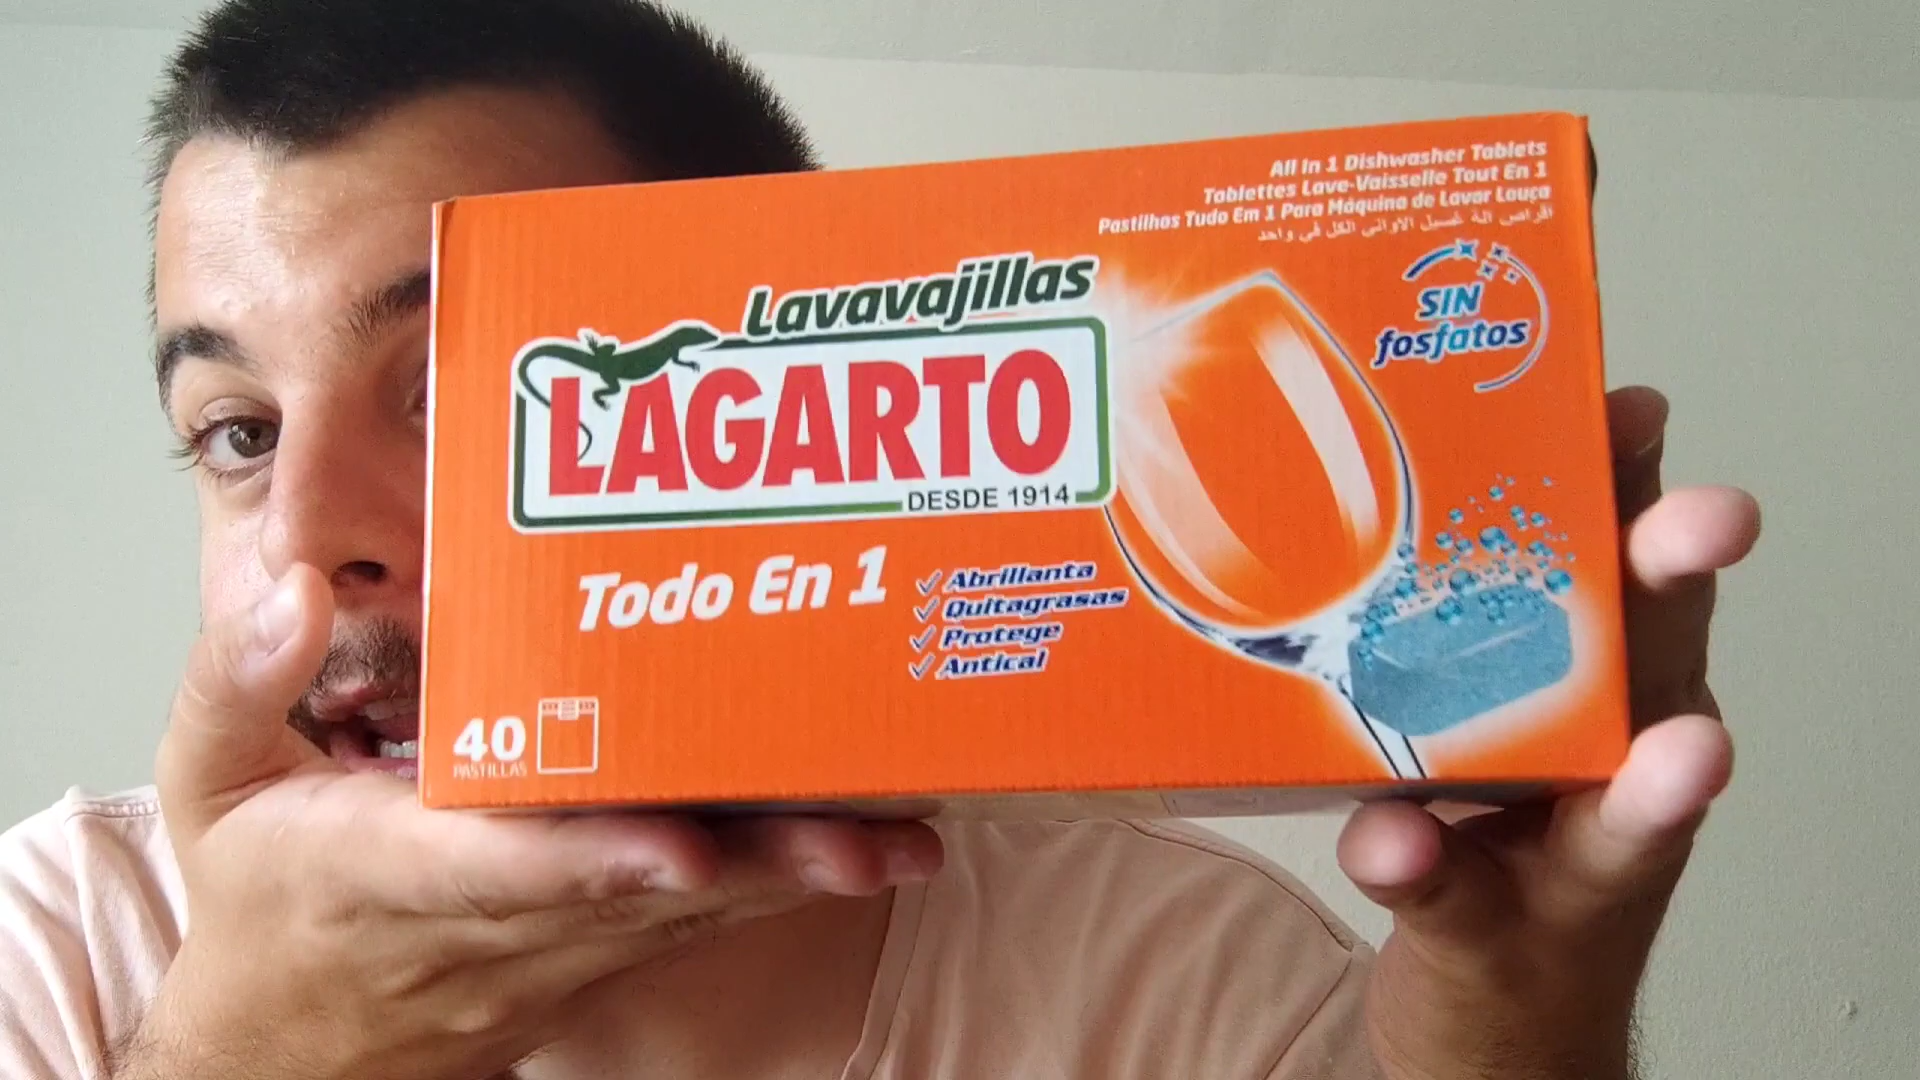 All In 1 Dishwasher Tablets
Tablettes Lave-Vaisselle Tout En 1
Pastilhas Tudo Em 1 Para Máquina de Lavar Louça
اقراص الة غسيل الاواني الكل في واحد
SIN
fosfatos
Lavavajillas
LAGARTO
DESDE 1914
Todo En 1
Abrillanta
Quitagrasas
Protege
Antical
40
PASTILLAS